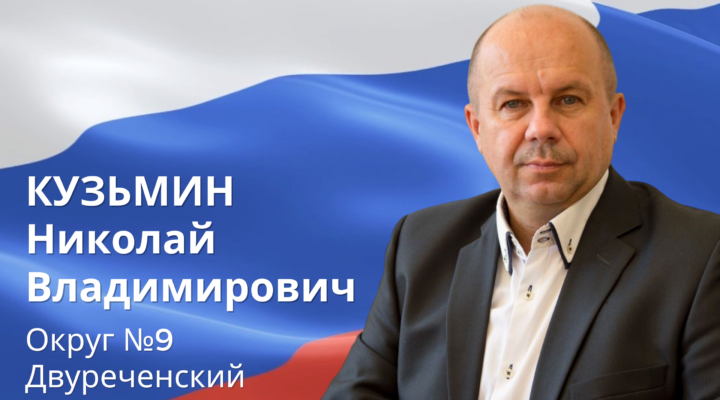 КУЗЬМИН
Николай
Владимирович
Округ №9
Двуреченский